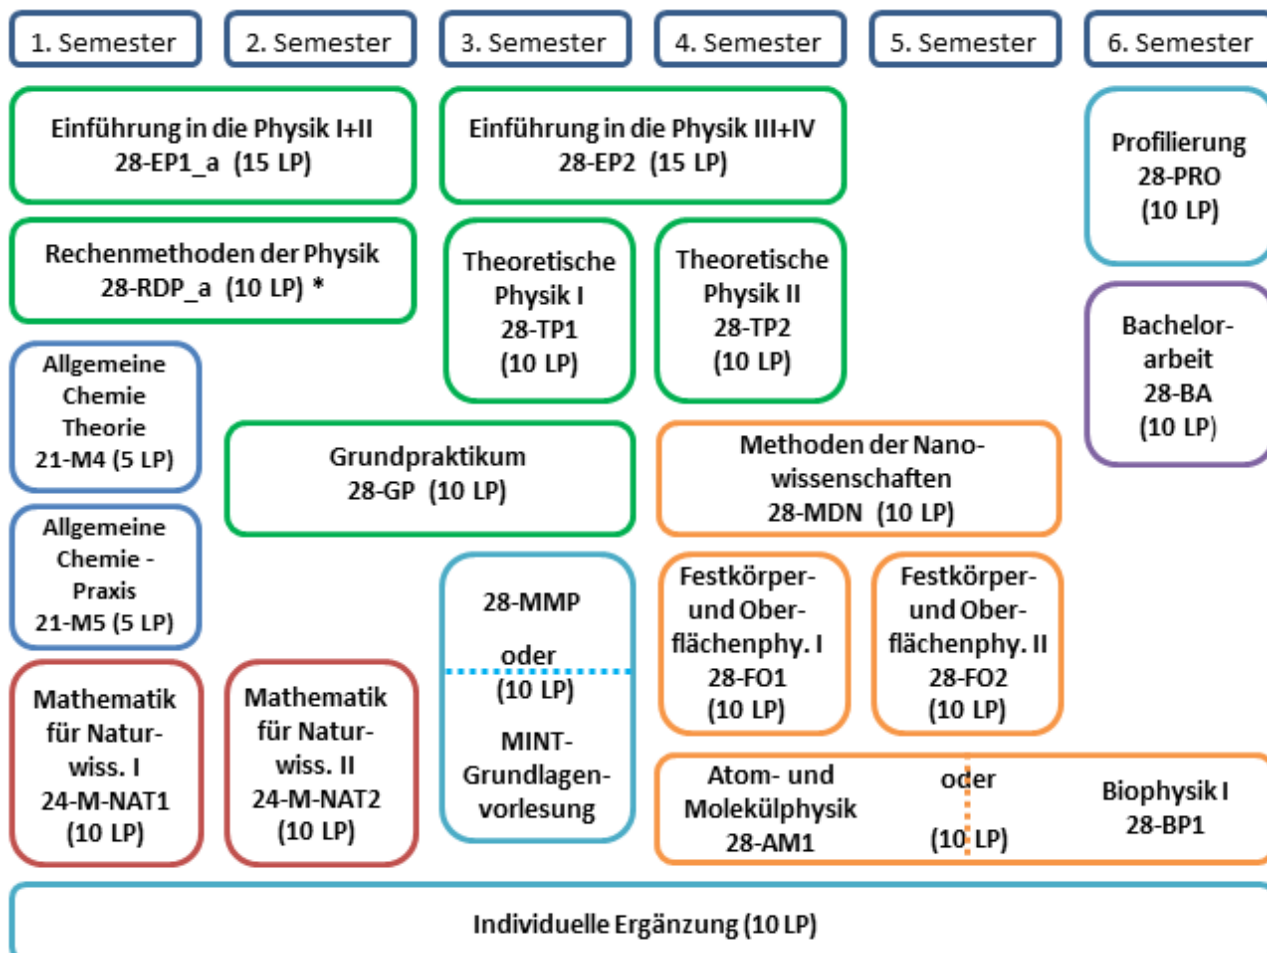 1. Semester
2. Semester
3. Semester
4. Semester
5. Semester
6. Semester
Einführung in die Physik I+II
28-EP1_a (15 LP)
Einführung in die Physik III+IV
28-EP2 (15 LP)
Profilierung
28-PRO
(10 LP)
Rechenmethoden der Physik
28-RDP_a (10 LP) *
Theoretische
Physik I
28-TP1
(10 LP)
Theoretische
Physik II
28-TP2
(10 LP)
Bachelor-
arbeit
28-BA
(10 LP)
Allgemeine
Chemie
Theorie
21-M4 (5 LP)
Grundpraktikum
28-GP (10 LP)
Methoden der Nano-
wissenschaften
28-MDN (10 LP)
Allgemeine
Chemie -
Praxis
21-M5 (5 LP)
28-MMP
oder
(10 LP)
MINT-
Grundlagen-
vorlesung
Festkörper-
und Ober-
flächenphy. I
28-FO1
(10 LP)
Festkörper-
und Ober-
flächenphy. II
28-FO2
(10 LP)
Mathematik
für Natur-
wiss. I
24-M-NAT1
(10 LP)
Mathematik
für Natur-
wiss. II
24-M-NAT2
(10 LP)
Atom- und
Molekülphysik
28-AM1
oder
(10 LP)
Biophysik I
28-BP1
Individuelle Ergänzung (10 LP)